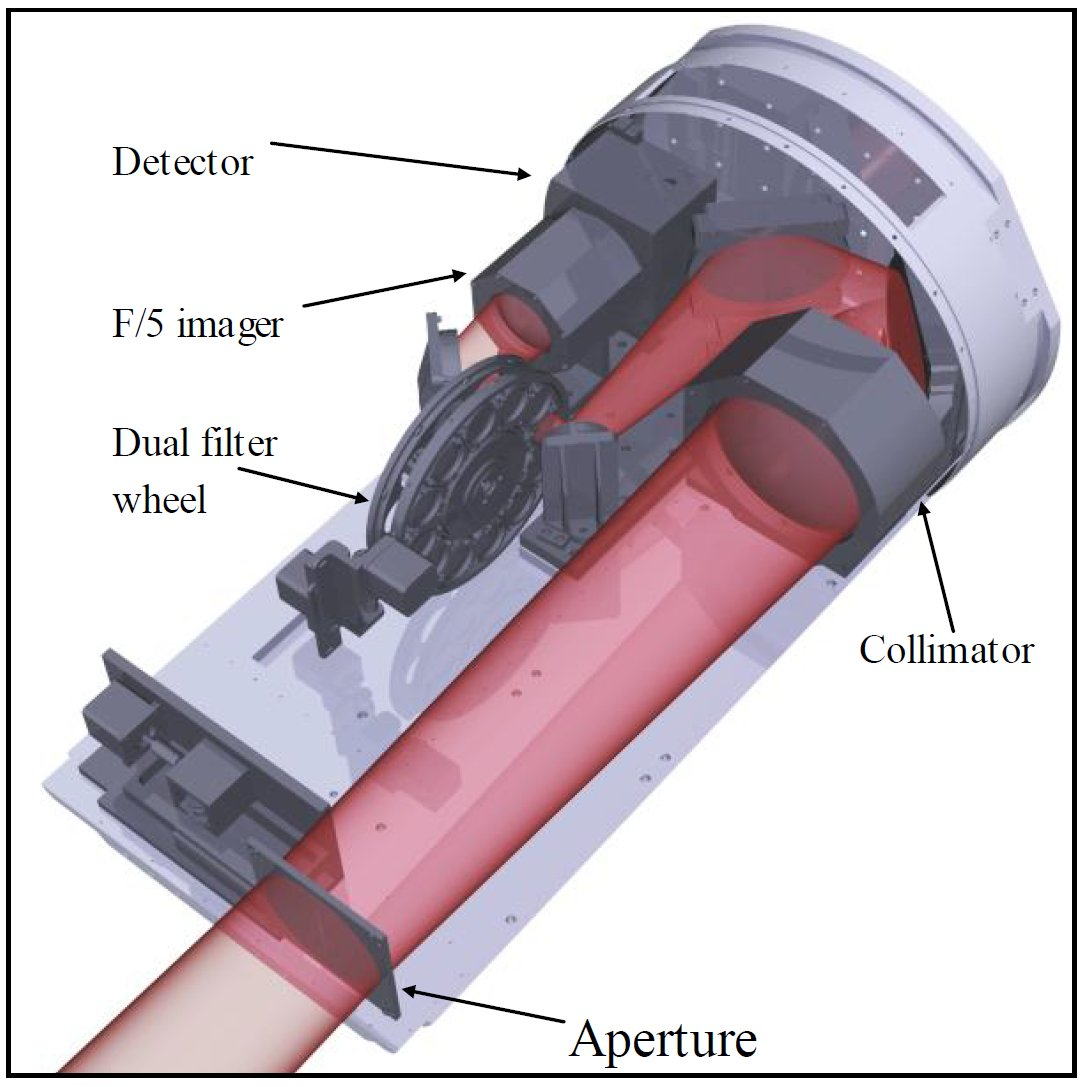 Detector
F/5 imager
Dual filter
wheel
Collimator
Aperture